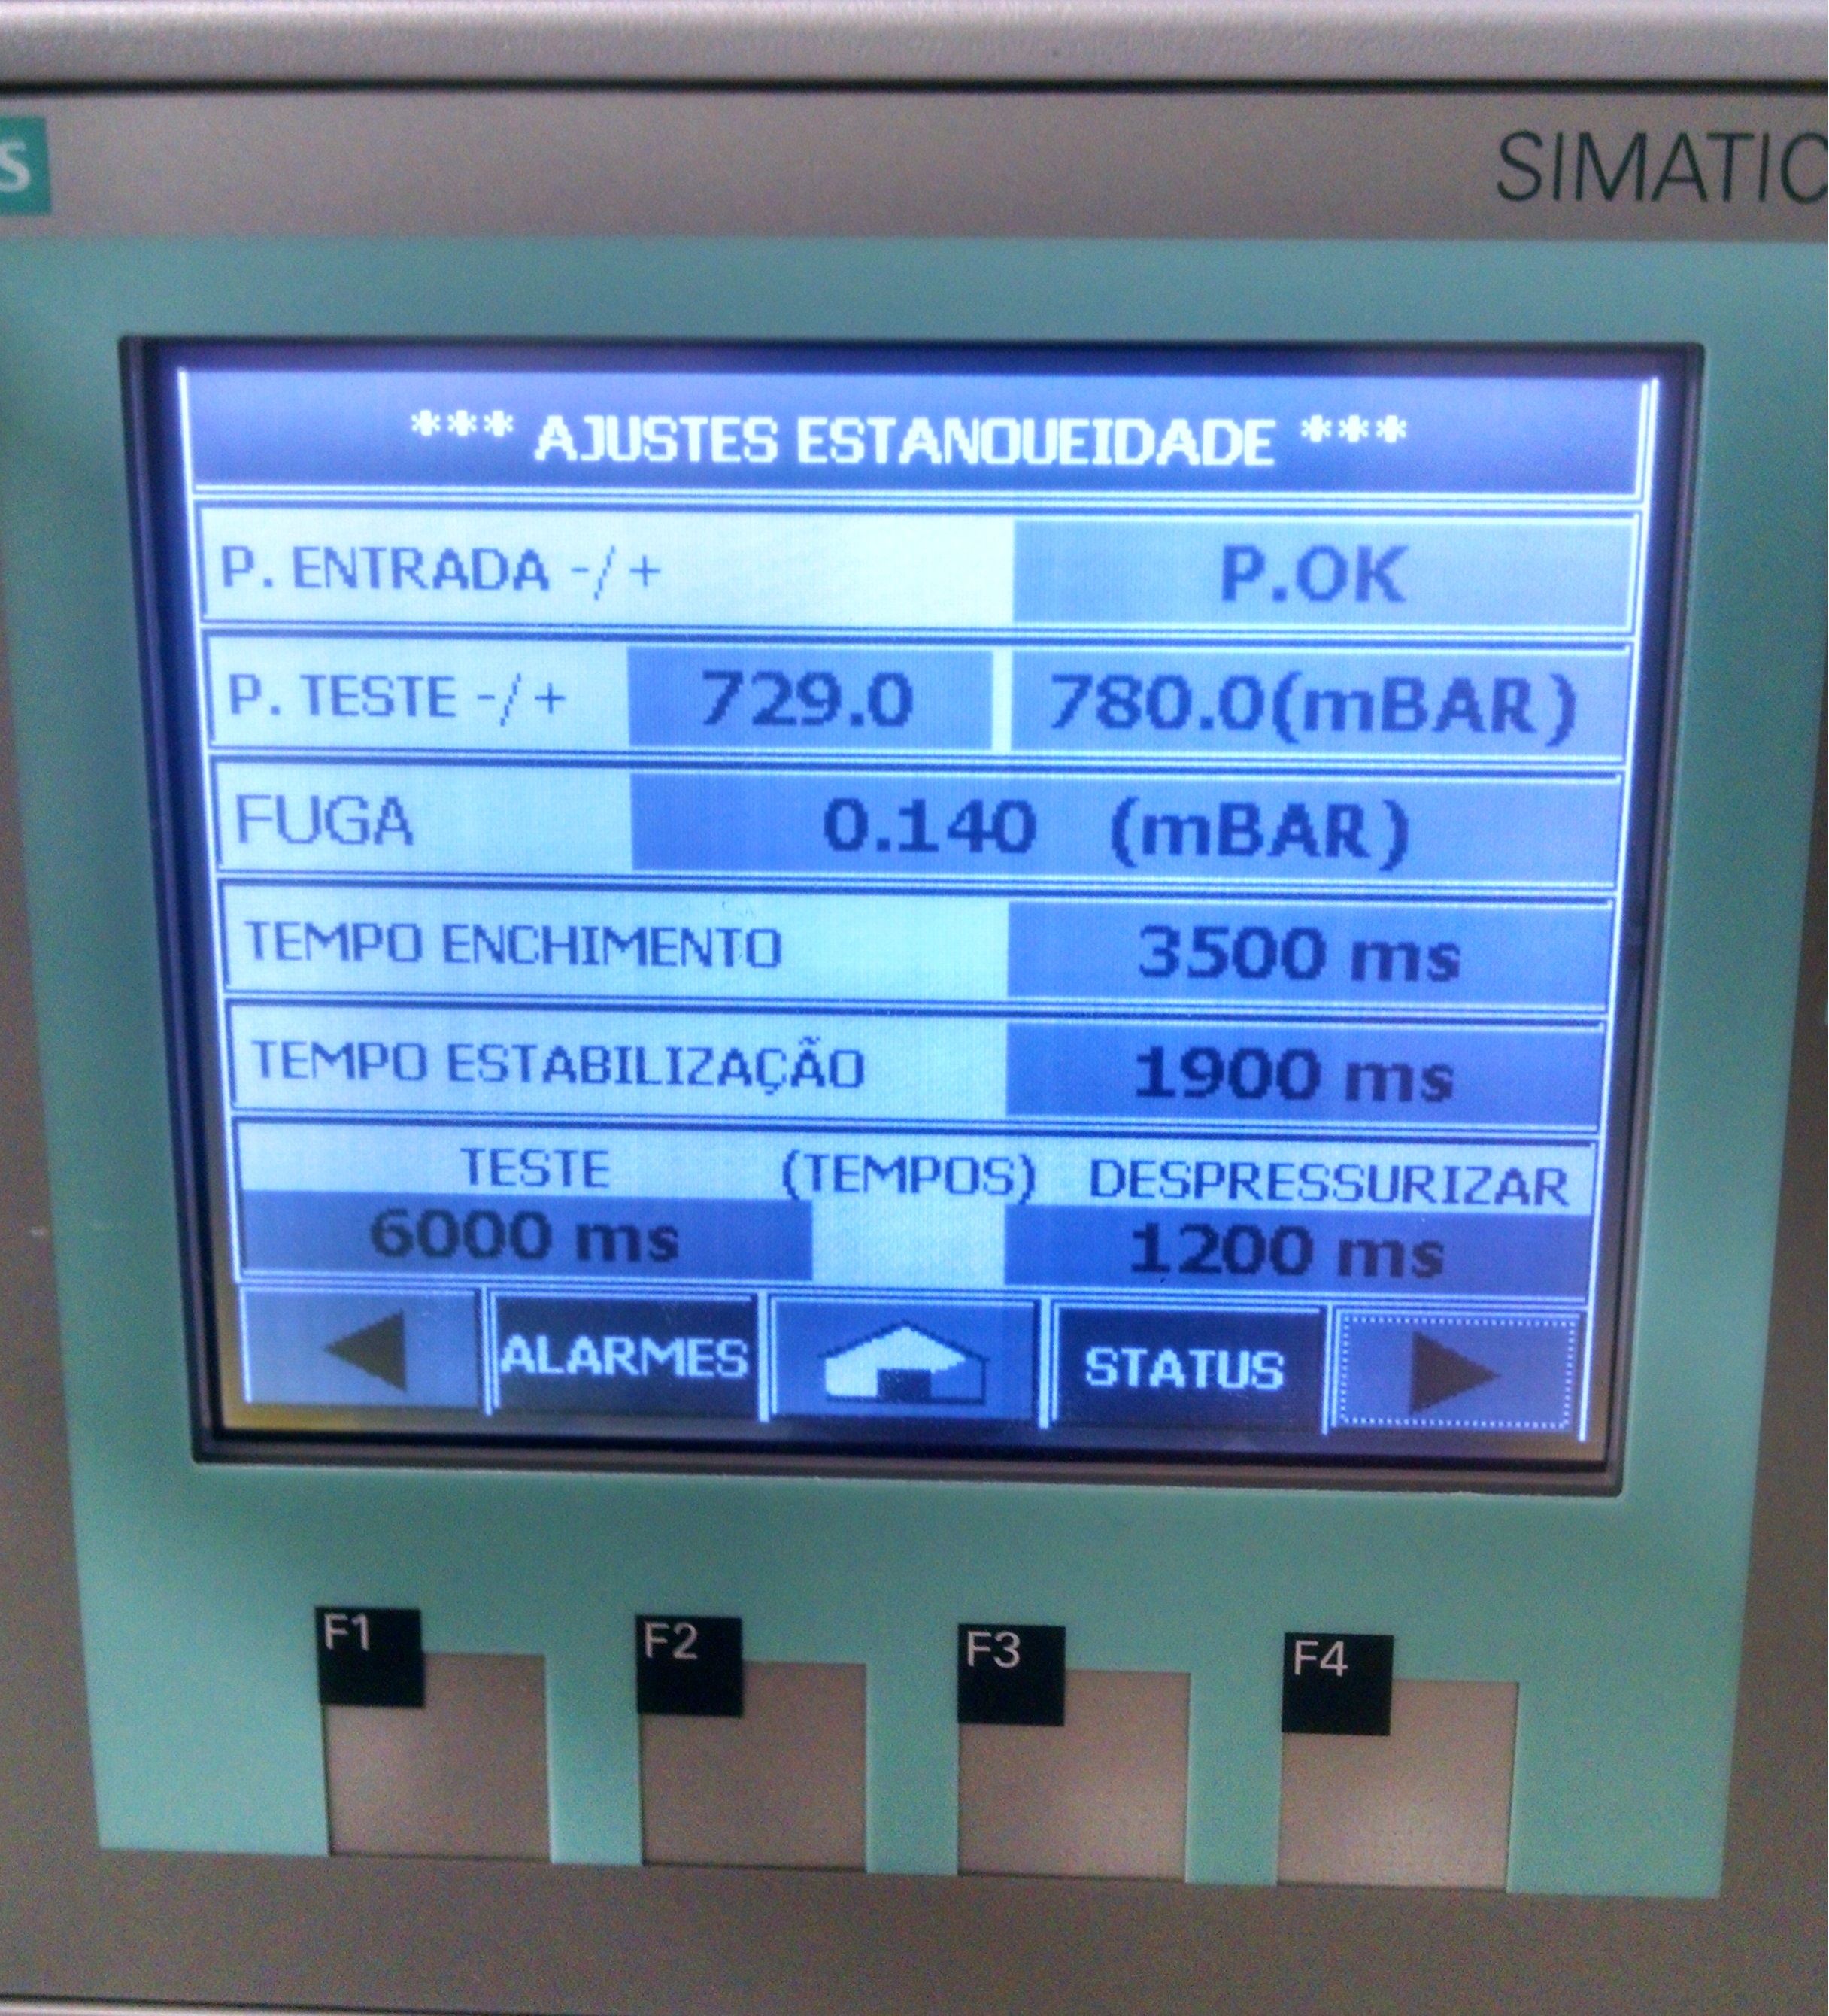 S
SIMATIC
*** AJUSTES ESTANQUEIDADE ***
P. ENTRADA -/+ P.OK
P. TESTE -/+ 729.0 780.0(mBAR)
FUGA 0.140 (mBAR)
TEMPO ENCHIMENTO 3500 ms
TEMPO ESTABILIZAÇÃO 1900 ms
TESTE (TEMPOS) DESPRESSURIZAR
6000 ms 1200 ms
ALARMES STATUS
F1 F2 F3 F4